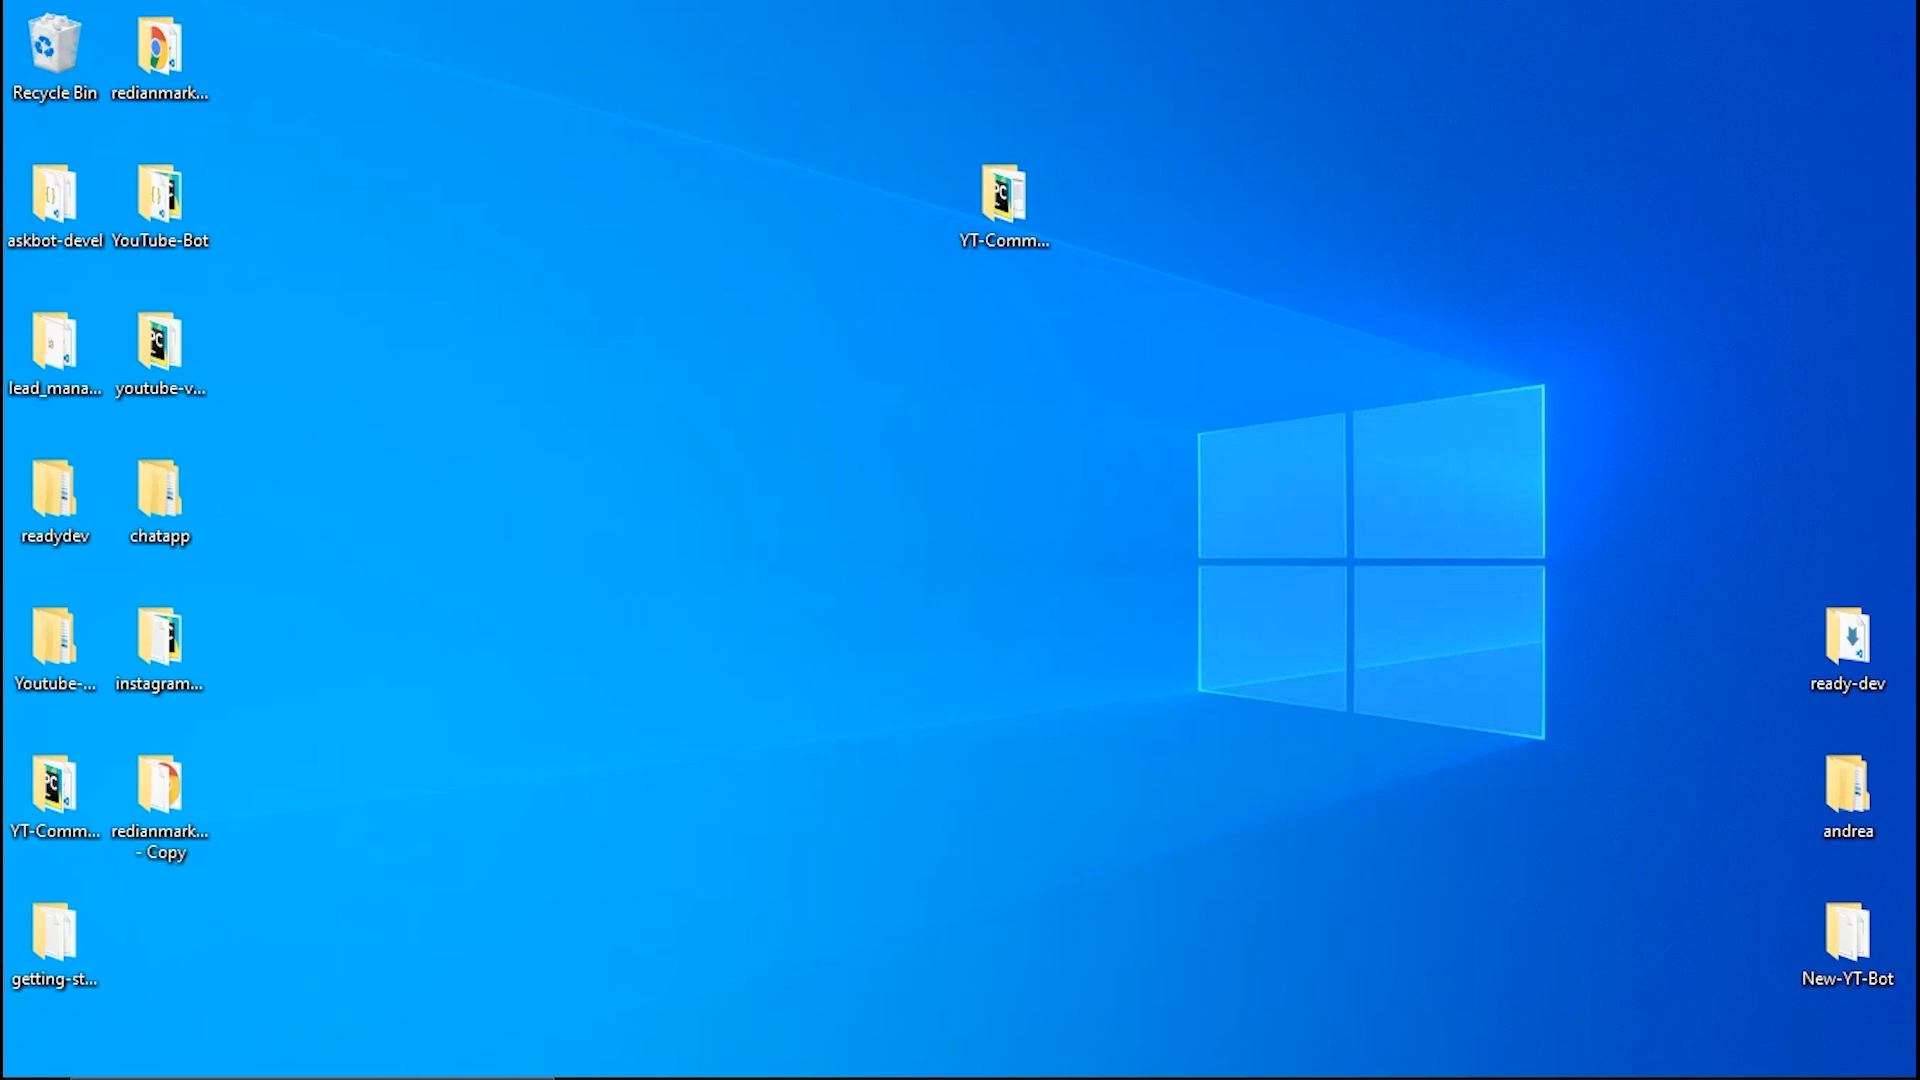 Recycle Bin
redianmark...
askbot-devel
YouTube-Bot
YT-Comm...
lead_mana...
youtube-v...
readydev
chatapp
Youtube-...
instagram...
ready-dev
YT-Comm...
redianmark...
- Copy
andrea
getting-st...
New-YT-Bot